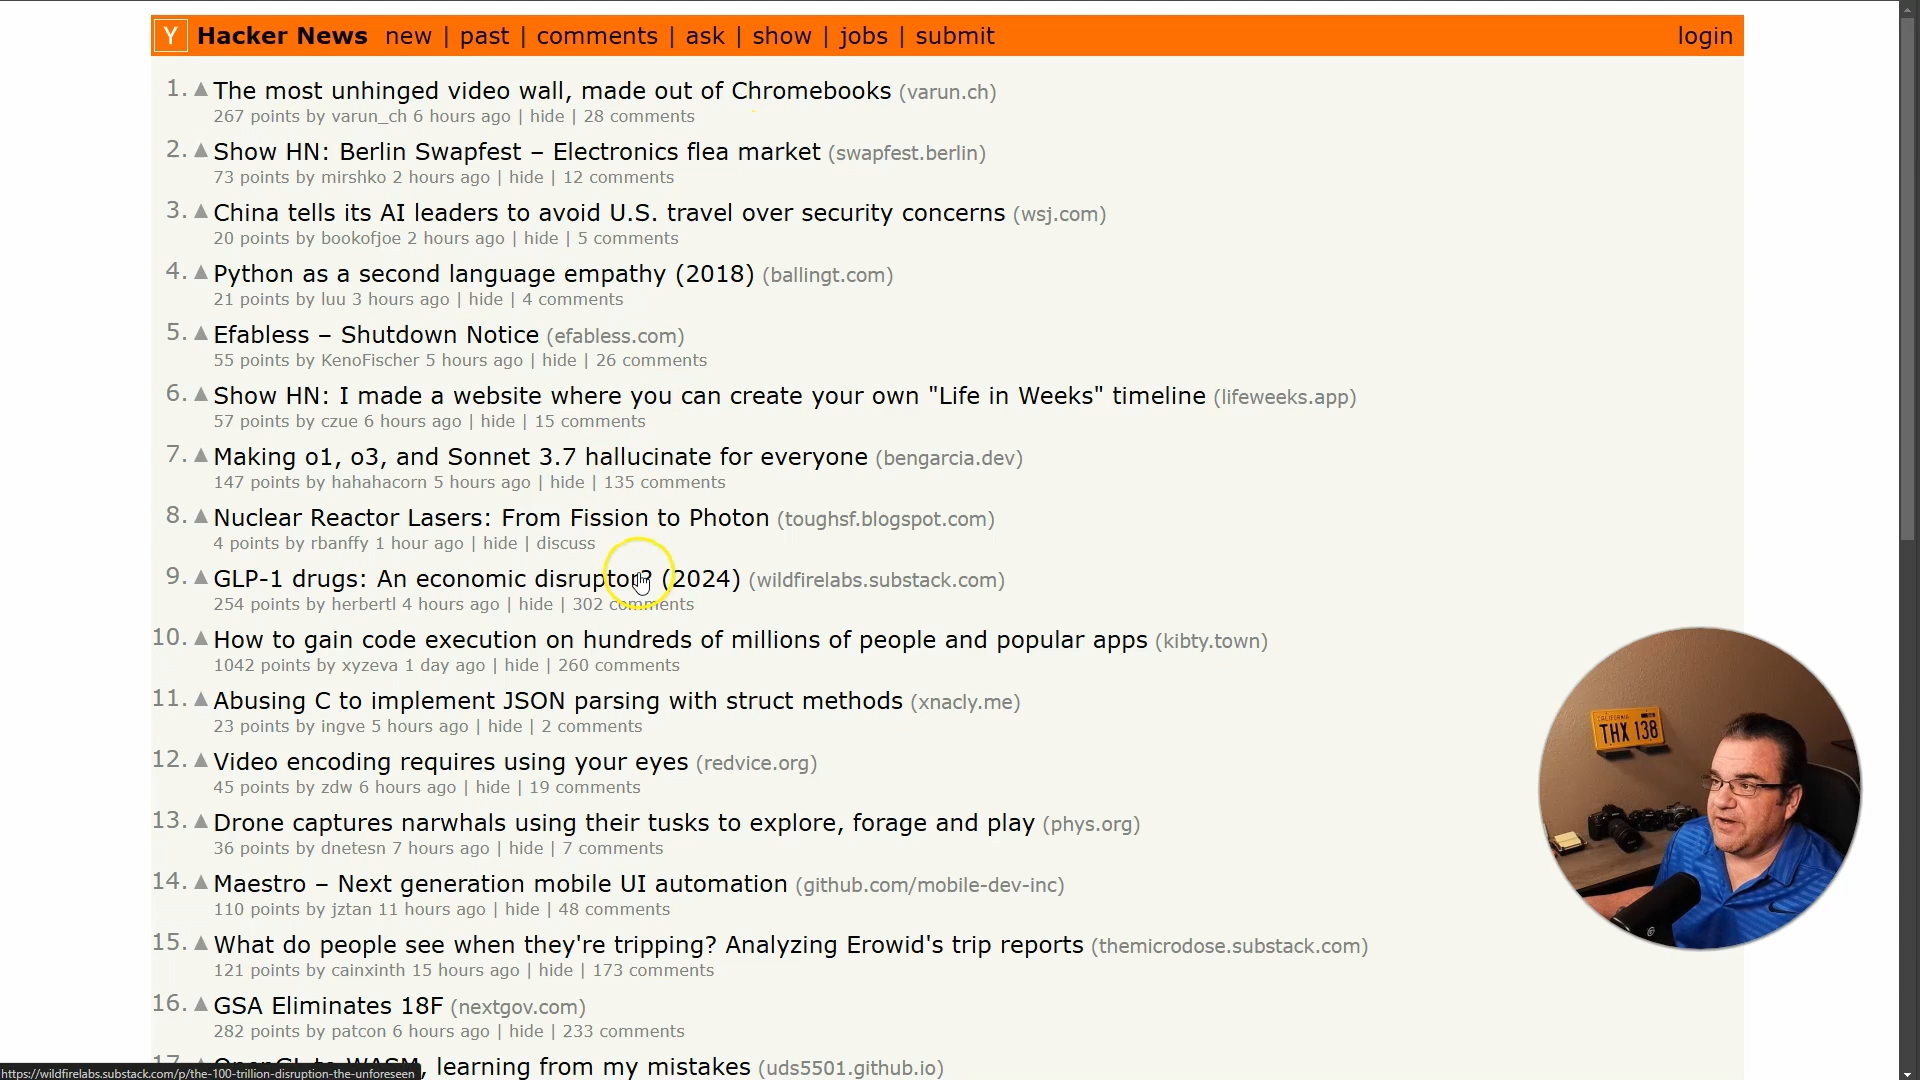 Y Hacker News new | past | comments | ask | show | jobs | submit login
1. ▲ The most unhinged video wall, made out of Chromebooks (varun.ch)
267 points by varun_ch 6 hours ago | hide | 28 comments
2. ▲ Show HN: Berlin Swapfest – Electronics flea market (swapfest.berlin)
73 points by mirshko 2 hours ago | hide | 12 comments
3. ▲ China tells its AI leaders to avoid U.S. travel over security concerns (wsj.com)
20 points by bookofjoe 2 hours ago | hide | 5 comments
4. ▲ Python as a second language empathy (2018) (ballingt.com)
21 points by luu 3 hours ago | hide | 4 comments
5. ▲ Efabless – Shutdown Notice (efabless.com)
55 points by KenoFischer 5 hours ago | hide | 26 comments
6. ▲ Show HN: I made a website where you can create your own "Life in Weeks" timeline (lifeweeks.app)
57 points by czue 6 hours ago | hide | 15 comments
7. ▲ Making o1, o3, and Sonnet 3.7 hallucinate for everyone (bengarcia.dev)
147 points by hahahacorn 5 hours ago | hide | 135 comments
8. ▲ Nuclear Reactor Lasers: From Fission to Photon (toughsf.blogspot.com)
4 points by rbanffy 1 hour ago | hide | discuss
9. ▲ GLP-1 drugs: An economic disruptor? (2024) (wildfirelabs.substack.com)
254 points by herbertl 4 hours ago | hide | 302 comments
10. ▲ How to gain code execution on hundreds of millions of people and popular apps (kibty.town)
1042 points by xyzeva 1 day ago | hide | 260 comments
11. ▲ Abusing C to implement JSON parsing with struct methods (xnacly.me)
23 points by ingve 5 hours ago | hide | 2 comments
12. ▲ Video encoding requires using your eyes (redvice.org)
45 points by zdw 6 hours ago | hide | 19 comments
13. ▲ Drone captures narwhals using their tusks to explore, forage and play (phys.org)
36 points by dnetesn 7 hours ago | hide | 7 comments
14. ▲ Maestro – Next generation mobile UI automation (github.com/mobile-dev-inc)
110 points by jztan 11 hours ago | hide | 48 comments
15. ▲ What do people see when they're tripping? Analyzing Erowid's trip reports (themicrodose.substack.com)
121 points by cainxinth 15 hours ago | hide | 173 comments
16. ▲ GSA Eliminates 18F (nextgov.com)
282 points by patcon 6 hours ago | hide | 233 comments
17. ▲ OpenGL to WASM, learning from my mistakes (uds5501.github.io)
https://wildfirelabs.substack.com/p/the-100-trillion-disruption-the-unforeseen
CALIFORNIA
THX 138